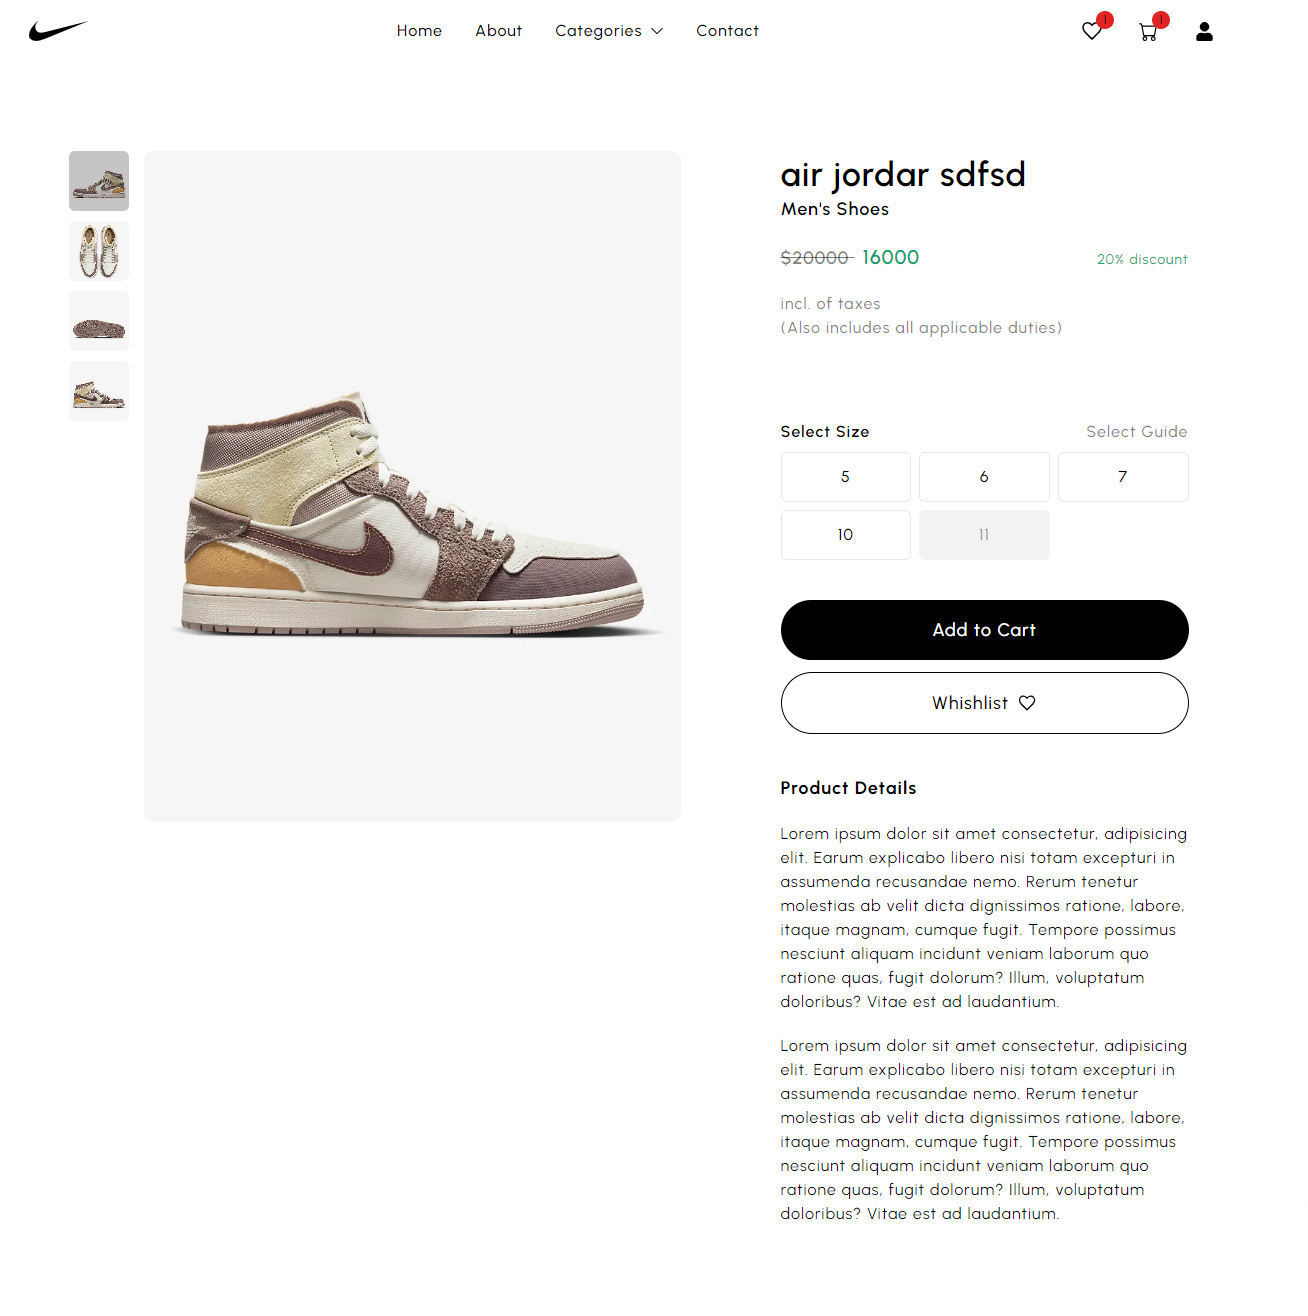 Home About Categories Contact
1 1
air jordar sdfsd
Men's Shoes
$20000 16000 20% discount
incl. of taxes
(Also includes all applicable duties)
Select Size Select Guide
5 6 7
10 11
Add to Cart
Whishlist
Product Details
Lorem ipsum dolor sit amet consectetur, adipisicing
elit. Earum explicabo libero nisi totam excepturi in
assumenda recusandae nemo. Rerum tenetur
molestias ab velit dicta dignissimos ratione, labore,
itaque magnam, cumque fugit. Tempore possimus
nesciunt aliquam incidunt veniam laborum quo
ratione quas, fugit dolorum? Illum, voluptatum
doloribus? Vitae est ad laudantium.
Lorem ipsum dolor sit amet consectetur, adipisicing
elit. Earum explicabo libero nisi totam excepturi in
assumenda recusandae nemo. Rerum tenetur
molestias ab velit dicta dignissimos ratione, labore,
itaque magnam, cumque fugit. Tempore possimus
nesciunt aliquam incidunt veniam laborum quo
ratione quas, fugit dolorum? Illum, voluptatum
doloribus? Vitae est ad laudantium.